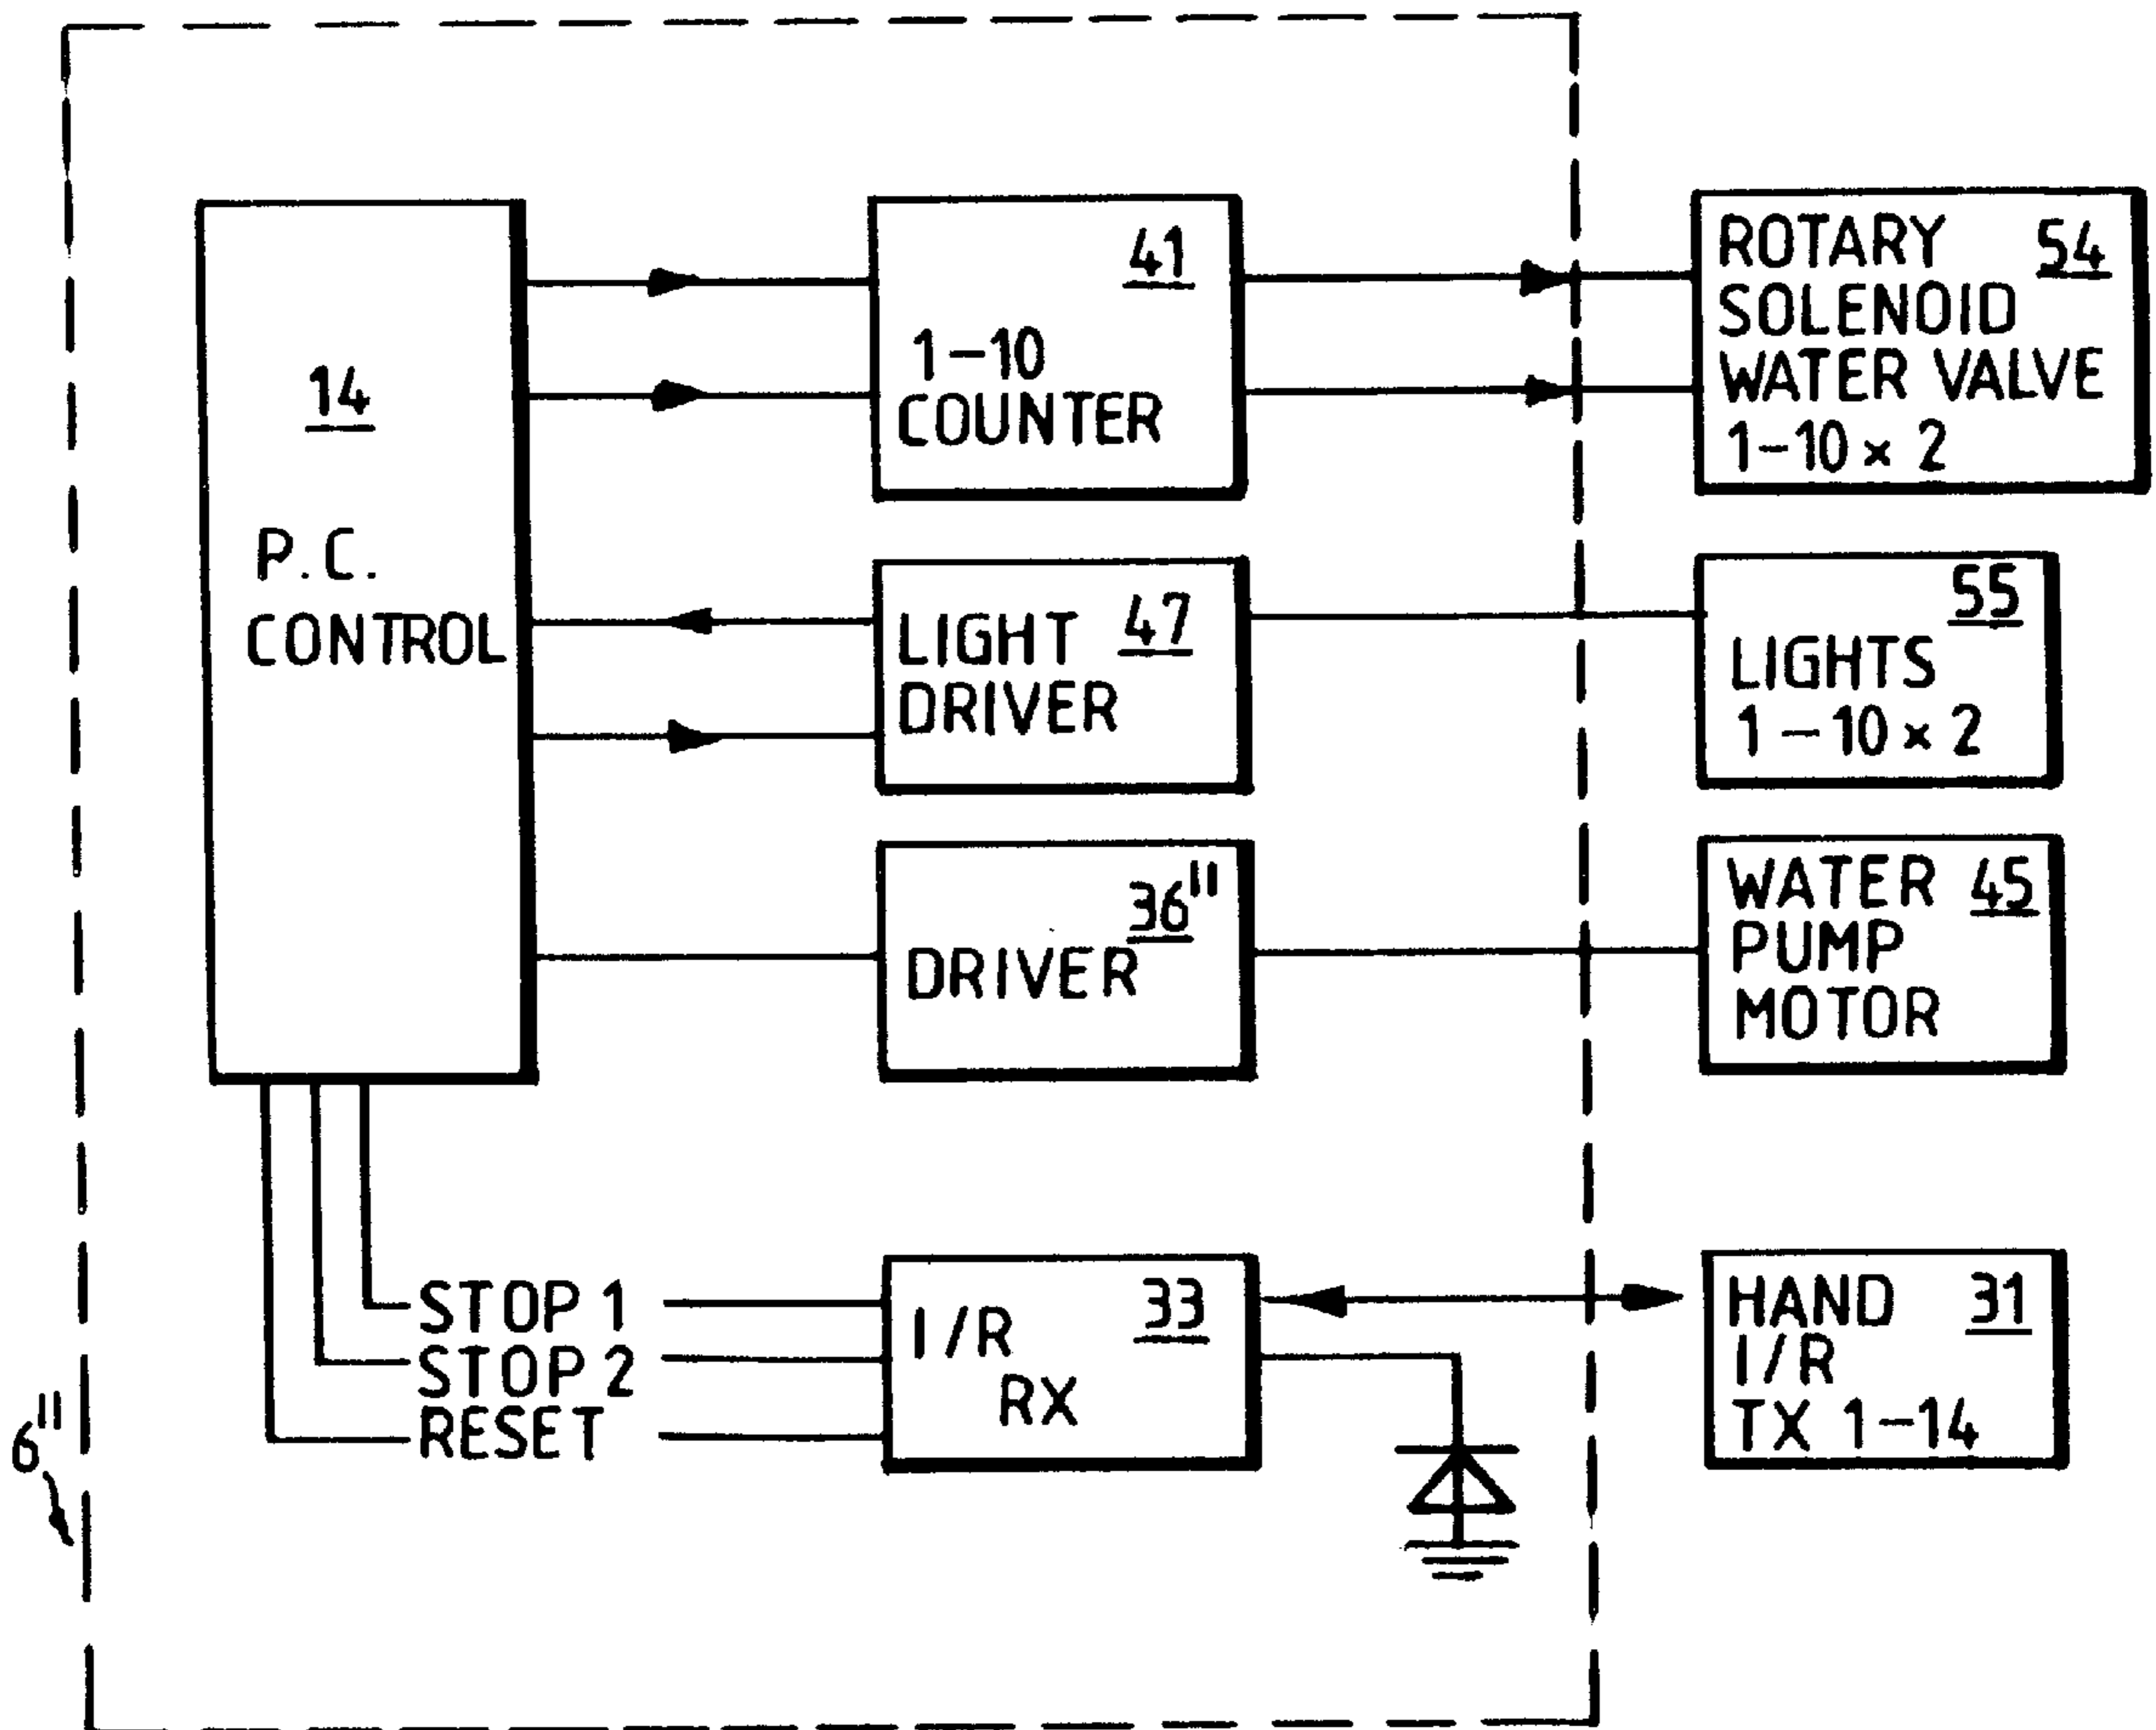 14
P.C.
CONTROL
41
1-10
COUNTER
ROTARY 54
SOLENOID
WATER VALVE
1-10 x 2
LIGHT 47
DRIVER
55
LIGHTS
1-10 x 2
36"
DRIVER
WATER 45
PUMP
MOTOR
STOP 1
STOP 2
RESET
I/R 33
RX
HAND 31
I/R
TX 1-14
6"